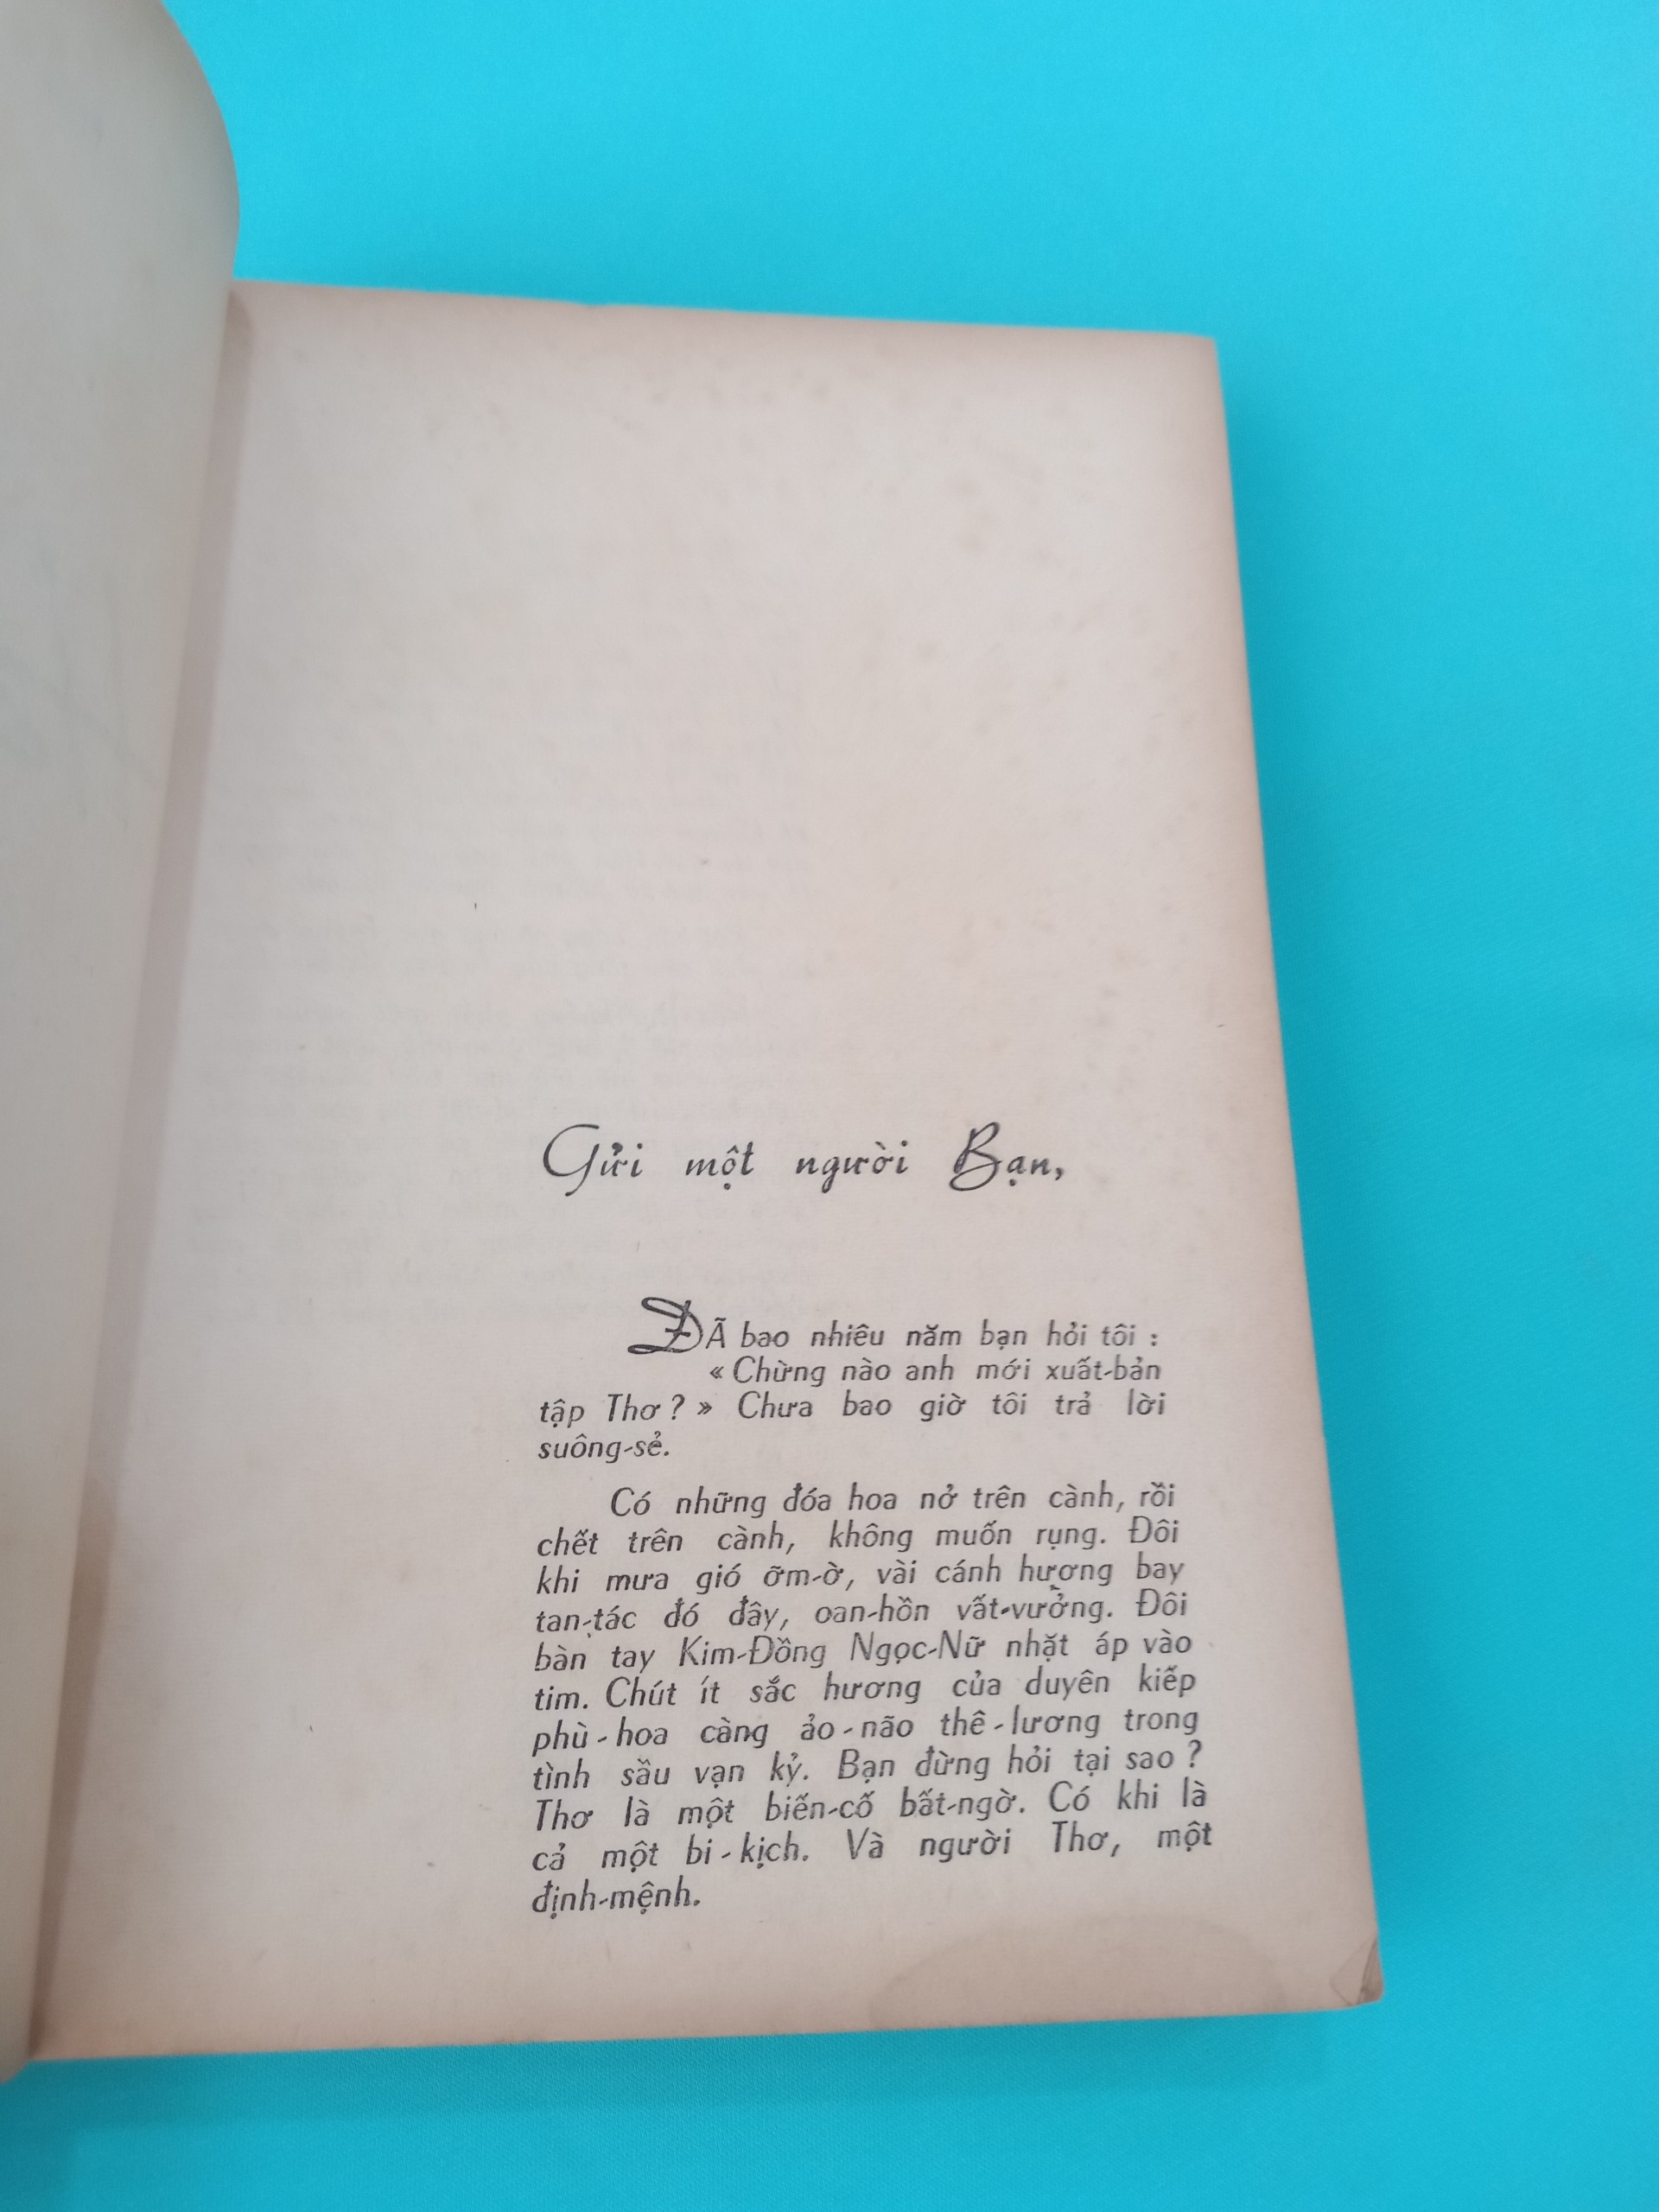 Gửi một người Bạn,
ĐÃ bao nhiêu năm bạn hỏi tôi :
« Chừng nào anh mới xuất-bản
tập Thơ ? » Chưa bao giờ tôi trả lời
suông-sẻ.
Có những đóa hoa nở trên cành, rồi
chết trên cành, không muốn rụng. Đôi
khi mưa gió ỡm-ờ, vài cánh hương bay
tan-tác đó đây, oan-hồn vất-vưởng. Đôi
bàn tay Kim-Đồng Ngọc-Nữ nhặt áp vào
tim. Chút ít sắc hương của duyên kiếp
phù-hoa càng ảo-não thê-lương trong
tình sầu vạn kỷ. Bạn đừng hỏi tại sao ?
Thơ là một biến-cố bất-ngờ. Có khi là
cả một bi-kịch. Và người Thơ, một
định-mệnh.